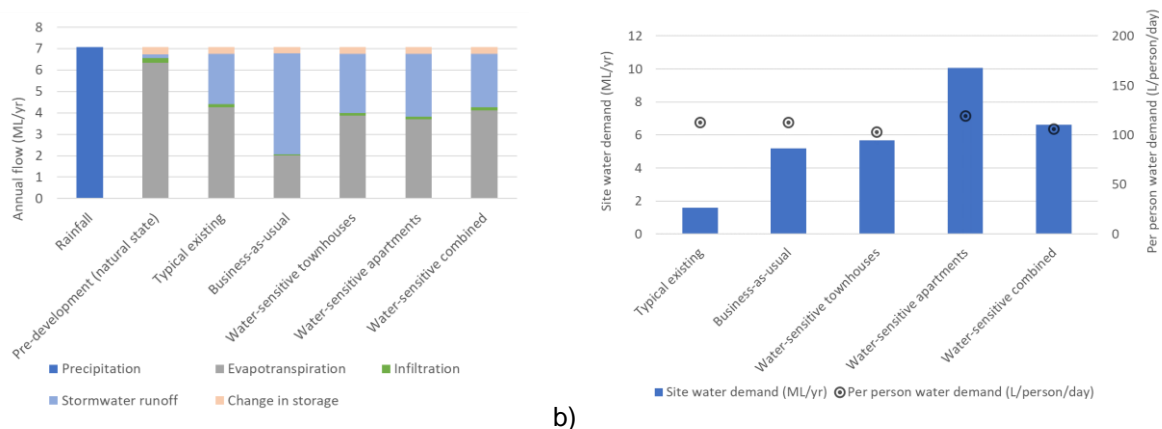 8
7
6
5
4
3
2
1
0
Annual flow (ML/yr)
Rainfall
Pre-development (natural state)
Typical existing
Business-as-usual
Water-sensitive townhouses
Water-sensitive apartments
Water-sensitive combined
Precipitation
Evapotranspiration
Infiltration
Stormwater runoff
Change in storage
b)
12
10
8
6
4
2
0
Site water demand (ML/yr)
200
150
100
50
0
Per person water demand (L/person/day)
Typical existing
Business-as-usual
Water-sensitive townhouses
Water-sensitive apartments
Water-sensitive combined
Site water demand (ML/yr)
Per person water demand (L/person/day)